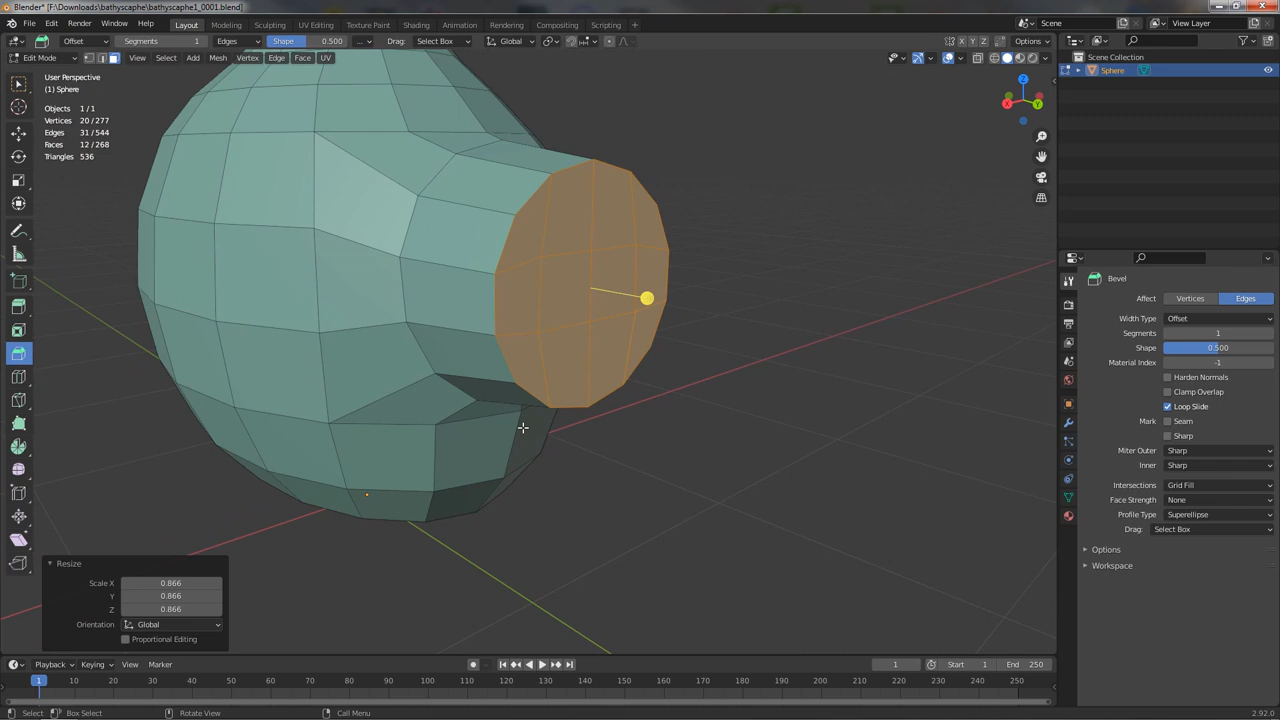 Blender* [F:\Downloads\bathyscaphe\bathyscaphe1_0001.blend]
File Edit Render Window Help Layout Modeling Sculpting UV Editing Texture Paint Shading Animation Rendering Compositing Scripting Scene View Layer
Offset Segments 1 Edges Shape 0.500 ... Drag: Select Box Global X Y Z Options
Edit Mode View Select Add Mesh Vertex Edge Face UV
User Perspective
(1) Sphere
Objects 1/1
Vertices 20/277
Edges 31/544
Faces 12/268
Triangles 536
Z
X
Y
Scene Collection
Sphere
Bevel
Affect Vertices Edges
Width Type Offset
Segments 1
Shape 0.500
Material Index -1
Harden Normals
Clamp Overlap
Loop Slide
Mark Seam
Sharp
Miter Outer Sharp
Inner Sharp
Intersections Grid Fill
Face Strength None
Profile Type Superellipse
Drag: Select Box
Options
Workspace
Resize
Scale X 0.866
Y 0.866
Z 0.866
Orientation Global
Proportional Editing
Playback Keying View Marker 1 Start 1 End 250
1 10 20 30 40 50 60 70 80 90 100 110 120 130 140 150 160 170 180 190 200 210 220 230 240 250
Select Box Select Rotate View Call Menu 2.92.0